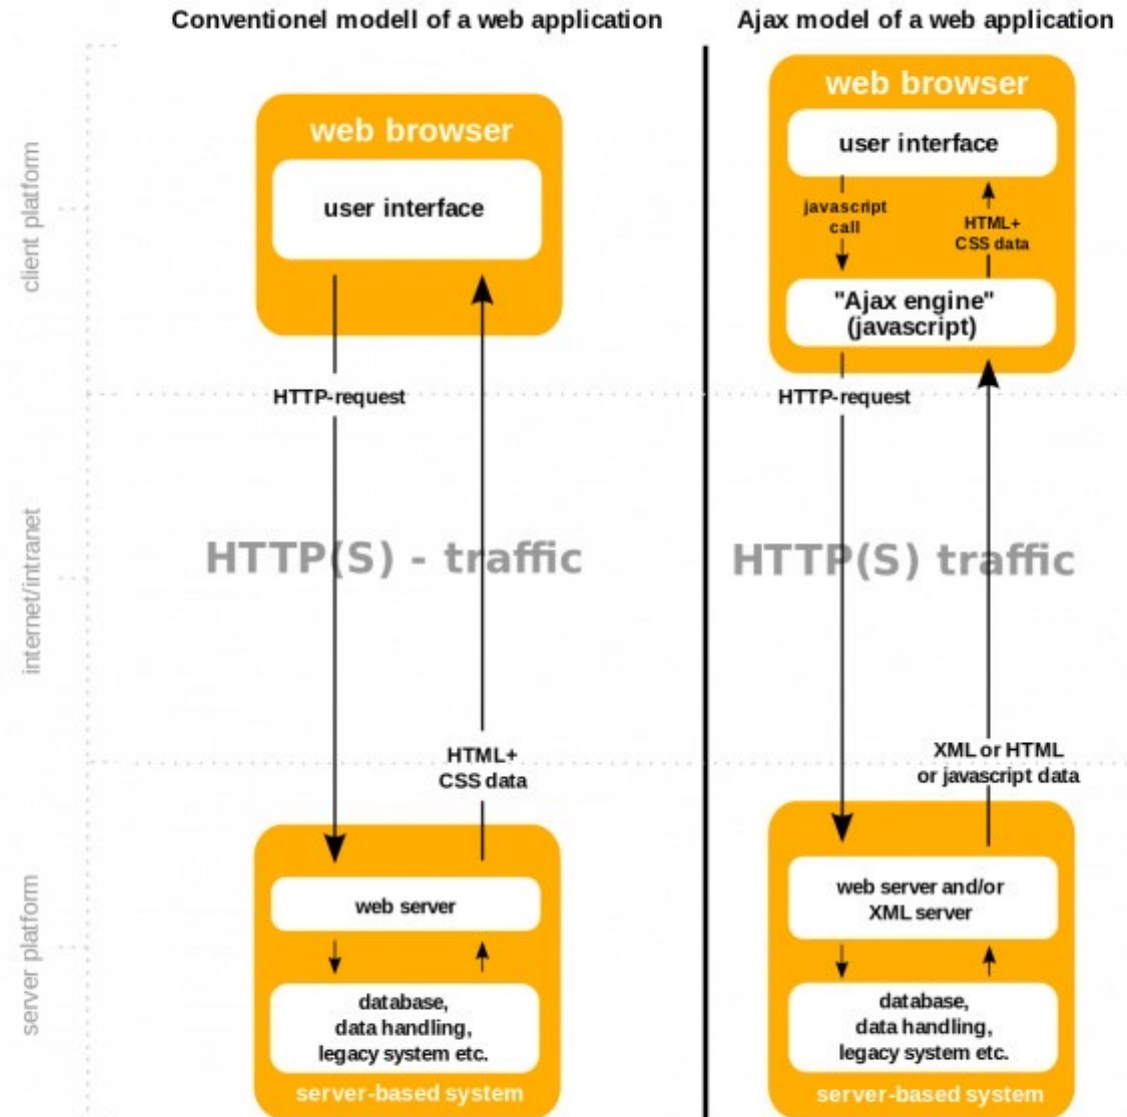 Conventionel modell of a web application
Ajax model of a web application
client platform
internet/intranet
server platform
web browser
user interface
HTTP-request
HTTP(S) - traffic
HTML+
CSS data
web server
database,
data handling,
legacy system etc.
server-based system
web browser
user interface
javascript
call
HTML+
CSS data
"Ajax engine"
(javascript)
HTTP-request
HTTP(S) traffic
XML or HTML
or javascript data
web server and/or
XML server
database,
data handling,
legacy system etc.
server-based system